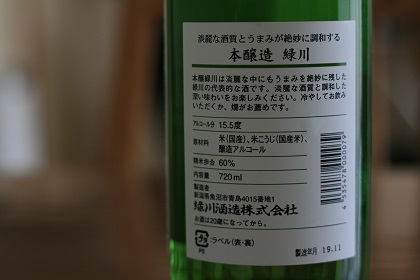 淡麗な酒質とうまみが絶妙に調和する
本醸造 緑川
本醸造緑川は淡麗な中にもうまみを絶妙に残した
緑川の代表的な酒です。淡麗な酒質と調和した
深い味わいをお楽しみください。冷やしてお飲み
いただくか、燗がお薦めです。
アルコール分 15.5度
原材料 米(国産)、米こうじ(国産米)、
醸造アルコール
精米歩合 60%
内容量 720ml
製造者
新潟県魚沼市青島4015番地1
緑川酒造株式会社
お酒は20歳になってから。
プラ
:ラベル(表・裏)
PS
製造年月 19.11
4 535478 000079